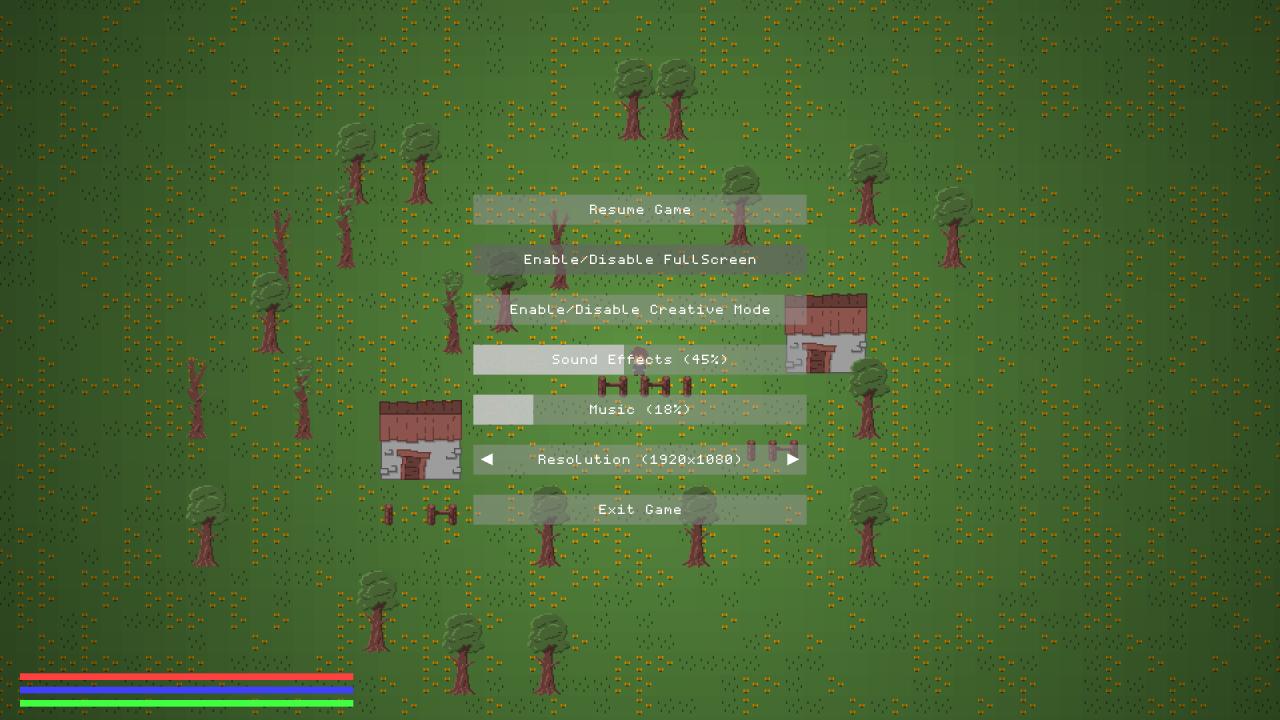 Resume Game
Enable/Disable FullScreen
Enable/Disable Creative Mode
Sound Effects (45%)
Music (18%)
Resolution (1920x1080)
Exit Game